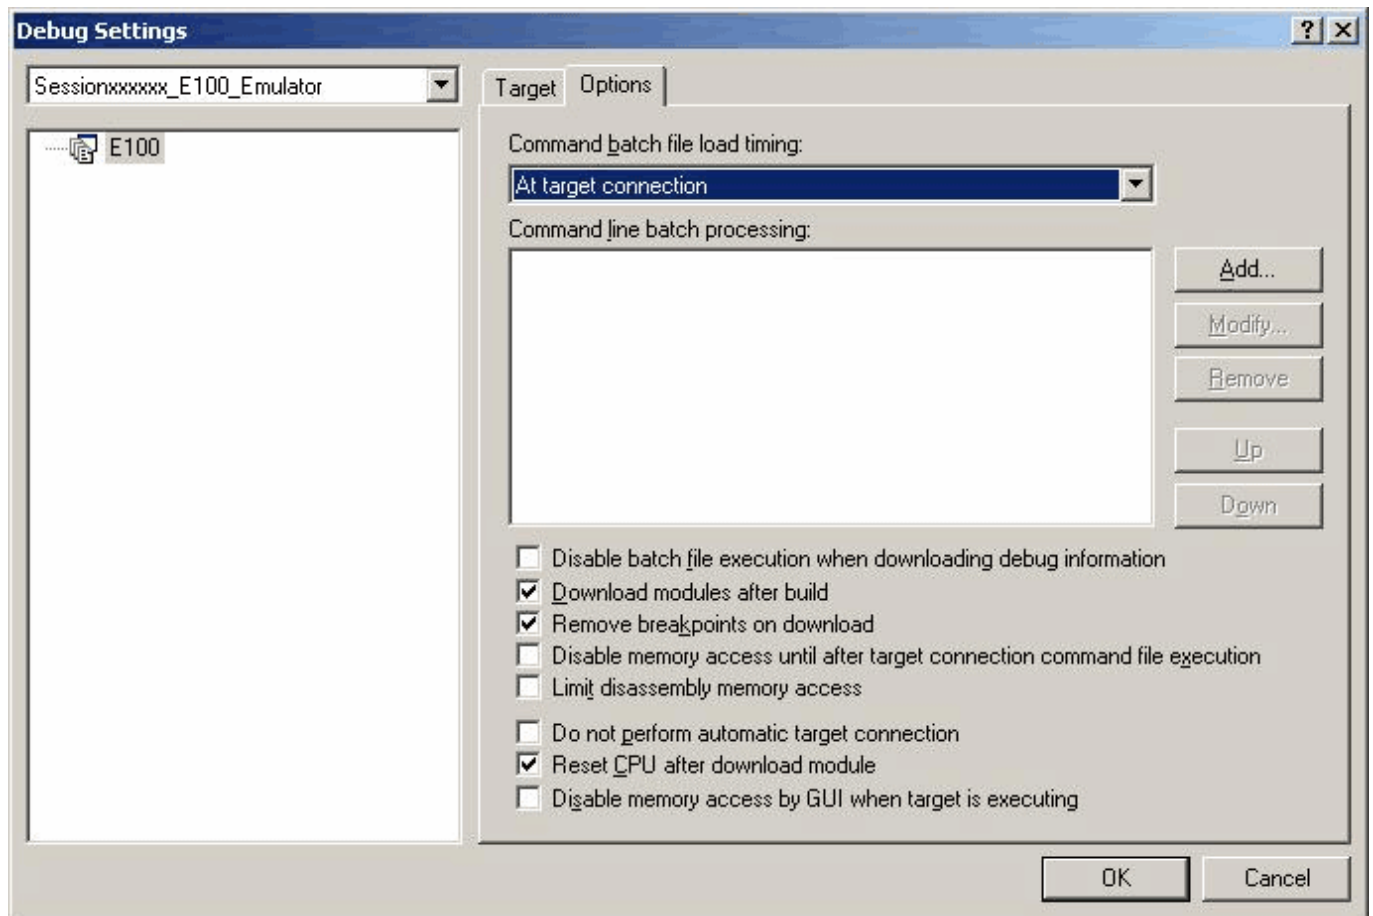 Debug Settings
Sessionxxxxxx_E100_Emulator
E100
Target
Options
Command batch file load timing:
At target connection
Command line batch processing:
Add...
Modify...
Remove
Up
Down
Disable batch file execution when downloading debug information
Download modules after build
Remove breakpoints on download
Disable memory access until after target connection command file execution
Limit disassembly memory access
Do not perform automatic target connection
Reset CPU after download module
Disable memory access by GUI when target is executing
OK
Cancel